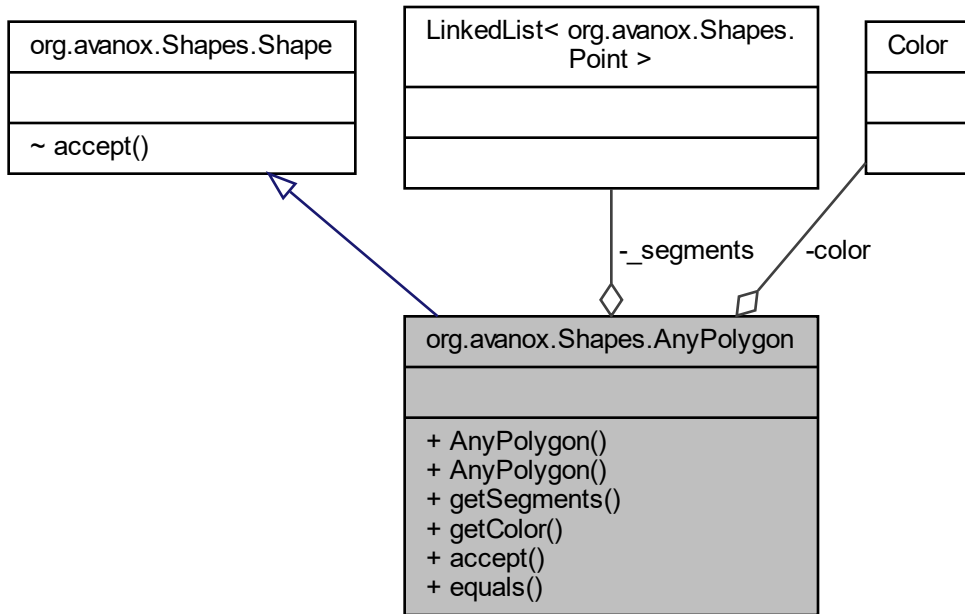 org.avanox.Shapes.Shape
~ accept()
LinkedList< org.avanox.Shapes.
Point >
Color
-_segments
-color
org.avanox.Shapes.AnyPolygon
+ AnyPolygon()
+ AnyPolygon()
+ getSegments()
+ getColor()
+ accept()
+ equals()